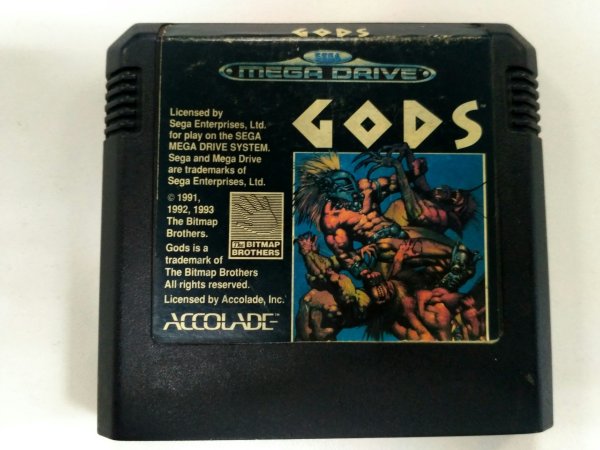 GODS
SEGA
MEGA DRIVE
GODS™
Licensed by
Sega Enterprises, Ltd.
for play on the SEGA
MEGA DRIVE SYSTEM.
Sega and Mega Drive
are trademarks of
Sega Enterprises, Ltd.
© 1991,
1992, 1993
The Bitmap
Brothers.
The BITMAP
BROTHERS
Gods is a
trademark of
The Bitmap Brothers
All rights reserved.
Licensed by Accolade, Inc.
ACCOLADE™